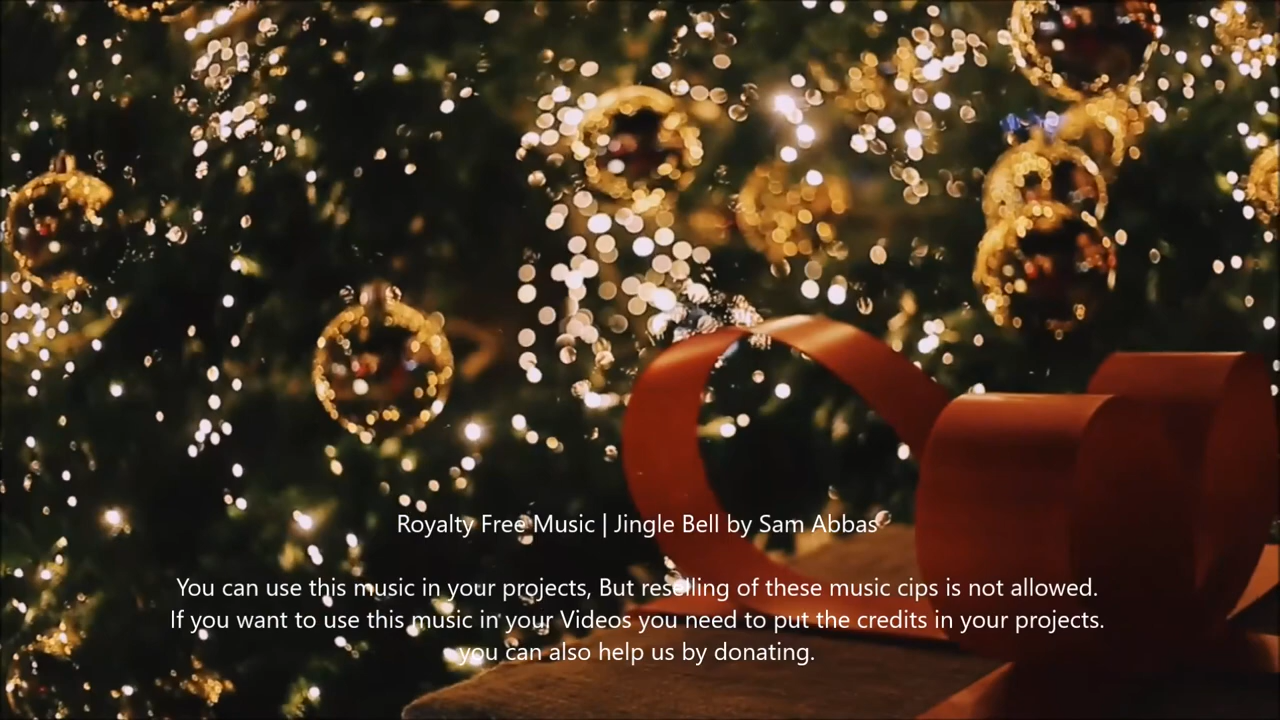 Royalty Free Music | Jingle Bell by Sam Abbas
You can use this music in your projects, But reselling of these music cips is not allowed.
If you want to use this music in your Videos you need to put the credits in your projects.
you can also help us by donating.